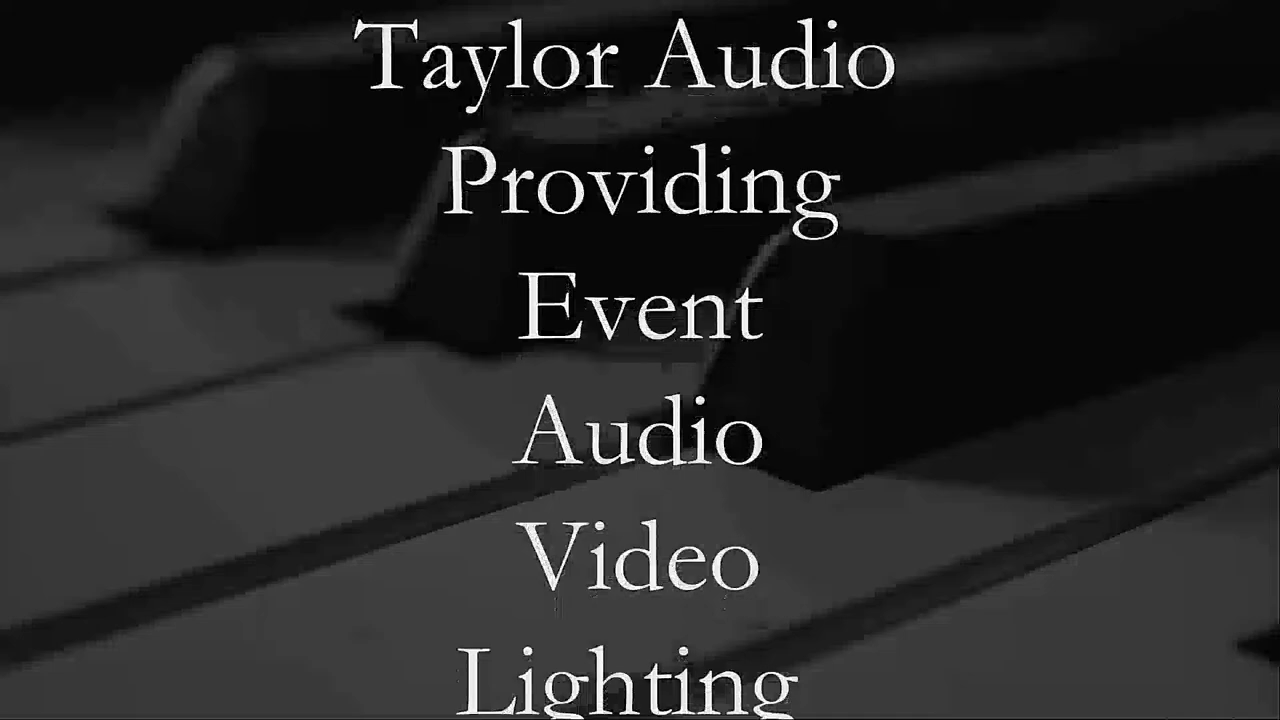 Taylor Audio
Providing
Event
Audio
Video
Lighting